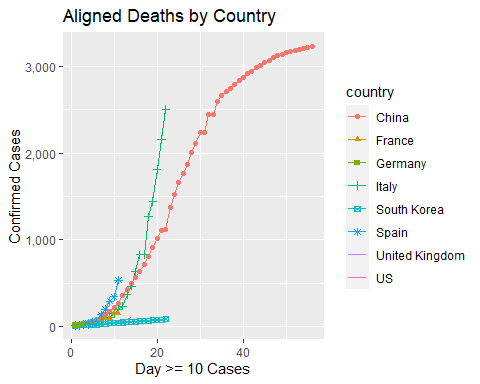 Aligned Deaths by Country
Confirmed Cases
3,000
2,000
1,000
0
0
20
40
Day >= 10 Cases
country
China
France
Germany
Italy
South Korea
Spain
United Kingdom
US